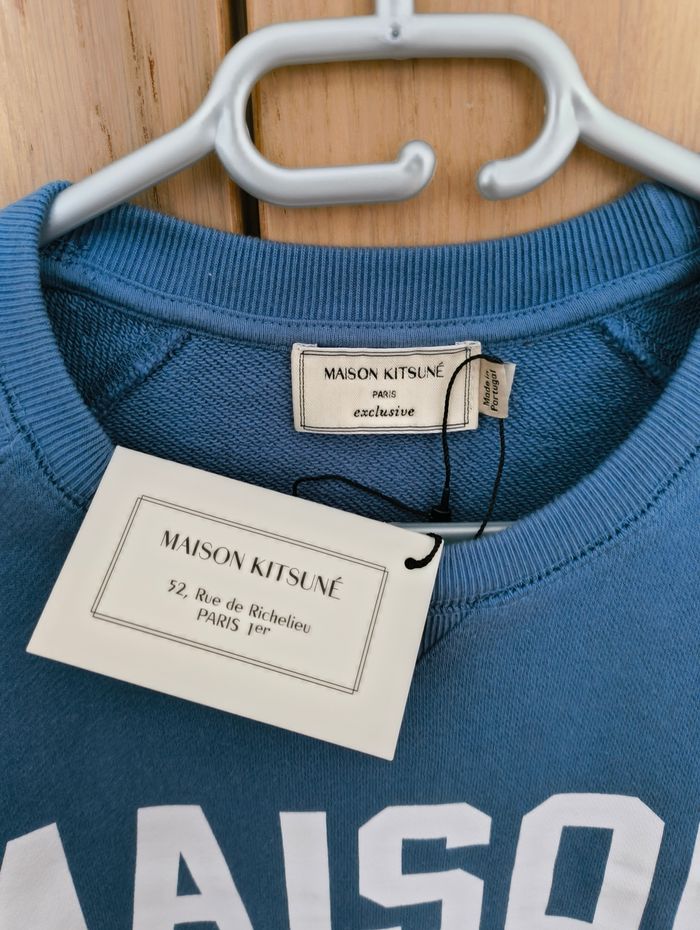 MAISON KITSUNÉ
PARIS
exclusive
Made in
Portugal
MAISON KITSUNÉ
52, Rue de Richelieu
PARIS 1er
MAISO